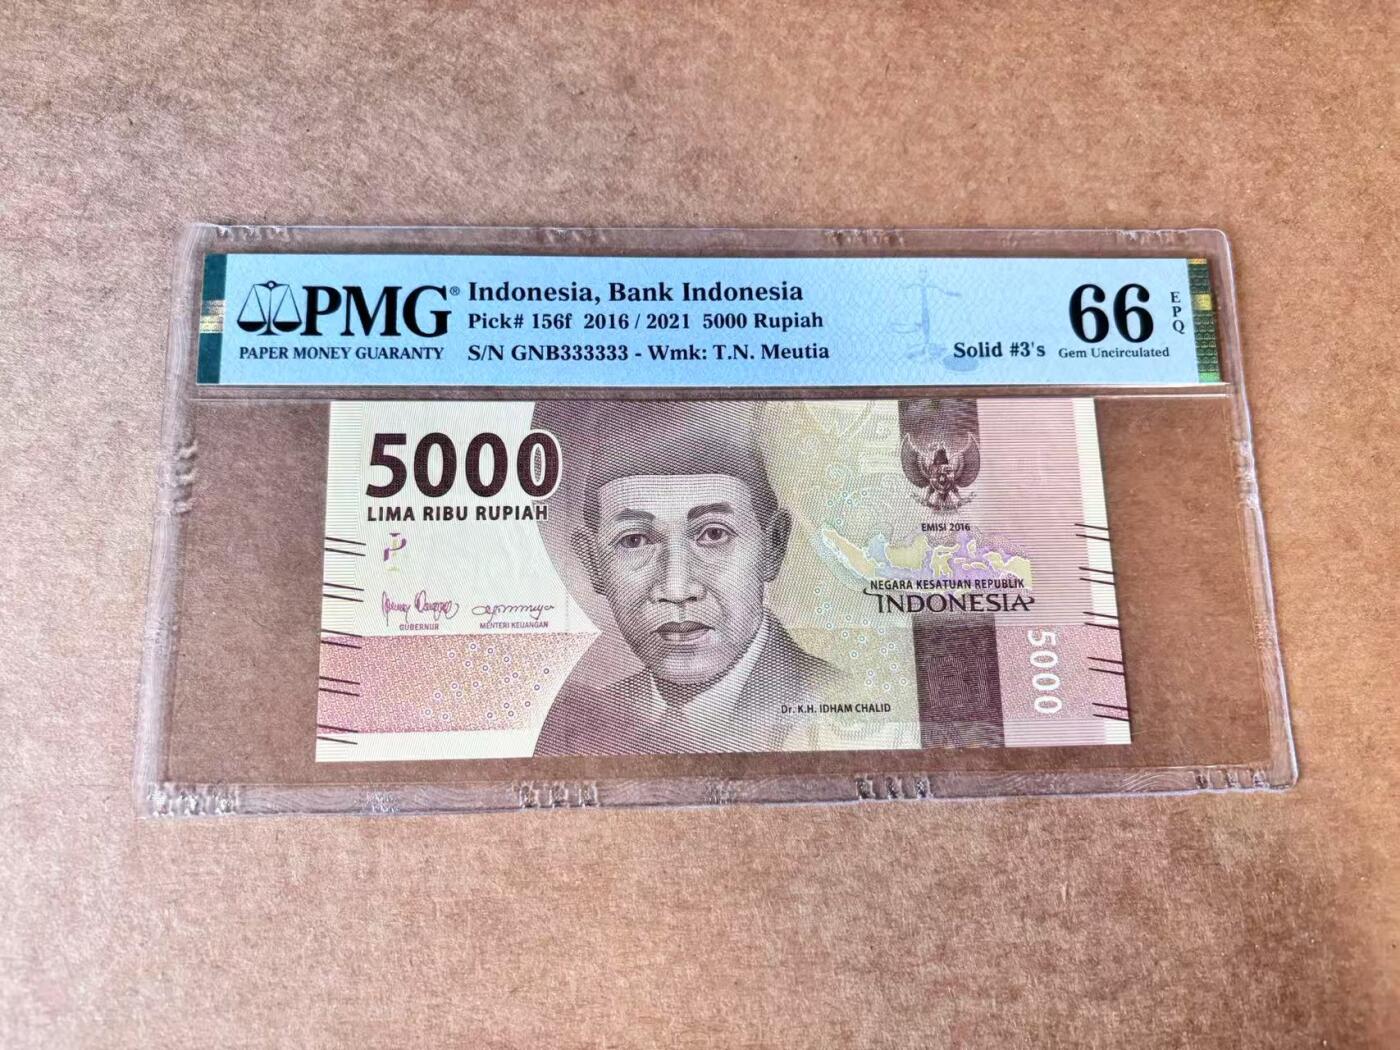 PMG®
PAPER MONEY GUARANTY
Indonesia, Bank Indonesia
Pick# 156f 2016 / 2021 5000 Rupiah
S/N GNB333333 - Wmk: T.N. Meutia
Solid #3's
66
EPQ
Gem Uncirculated
5000
LIMA RIBU RUPIAH
GUBERNUR
MENTERI KEUANGAN
EMISI 2016
NEGARA KESATUAN REPUBLIK
INDONESIA
5000
Dr. K.H. IDHAM CHALID